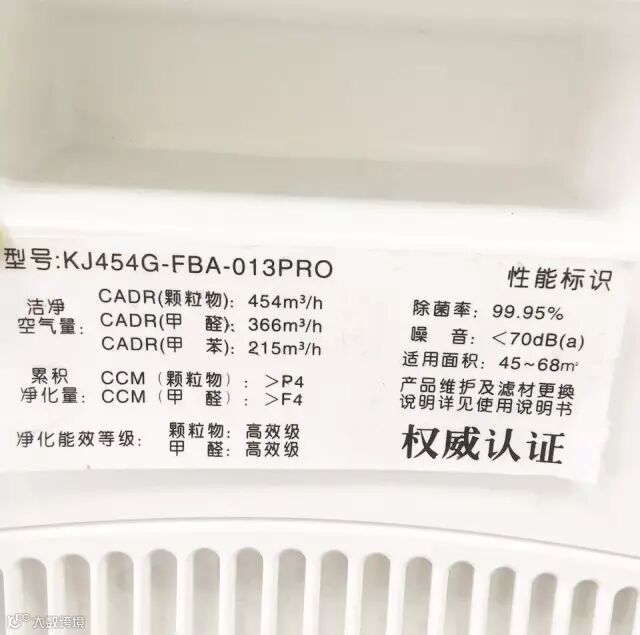 型号:KJ454G-FBA-013PRO
性能标识
洁净
空气量:
CADR(颗粒物): 454m³/h
CADR(甲 醛): 366m³/h
CADR(甲 苯): 215m³/h
累积
净化量:
CCM (颗粒物) : >P4
CCM (甲 醛) : >F4
净化能效等级:
颗粒物: 高效级
甲 醛: 高效级
除菌率: 99.95%
噪 音: <70dB(a)
适用面积: 45~68㎡
产品维护及滤材更换
说明详见使用说明书
权威认证
大数跨境